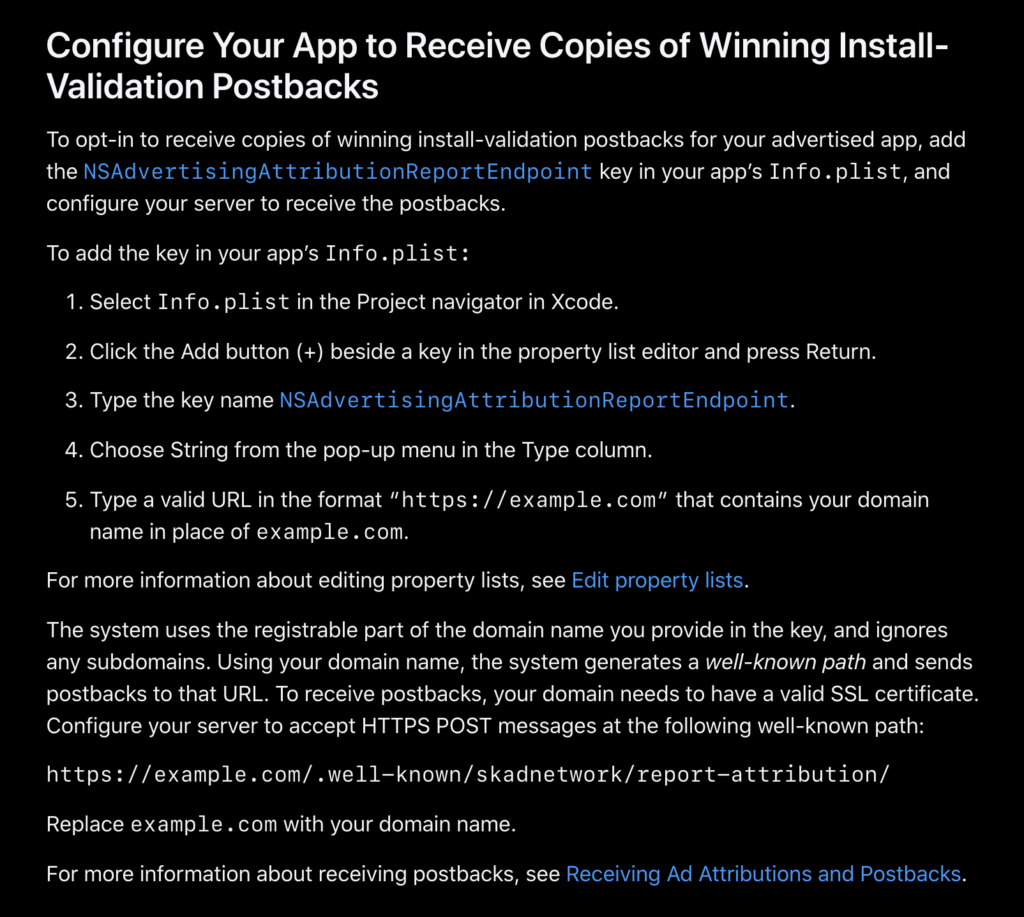 Configure Your App to Receive Copies of Winning Install-
Validation Postbacks
To opt-in to receive copies of winning install-validation postbacks for your advertised app, add
the NSAdvertisingAttributionReportEndpoint key in your app’s Info.plist, and
configure your server to receive the postbacks.
To add the key in your app’s Info.plist:
1. Select Info.plist in the Project navigator in Xcode.
2. Click the Add button (+) beside a key in the property list editor and press Return.
3. Type the key name NSAdvertisingAttributionReportEndpoint.
4. Choose String from the pop-up menu in the Type column.
5. Type a valid URL in the format “https://example.com” that contains your domain
name in place of example.com.
For more information about editing property lists, see Edit property lists.
The system uses the registrable part of the domain name you provide in the key, and ignores
any subdomains. Using your domain name, the system generates a well-known path and sends
postbacks to that URL. To receive postbacks, your domain needs to have a valid SSL certificate.
Configure your server to accept HTTPS POST messages at the following well-known path:
https://example.com/.well-known/skadnetwork/report-attribution/
Replace example.com with your domain name.
For more information about receiving postbacks, see Receiving Ad Attributions and Postbacks.